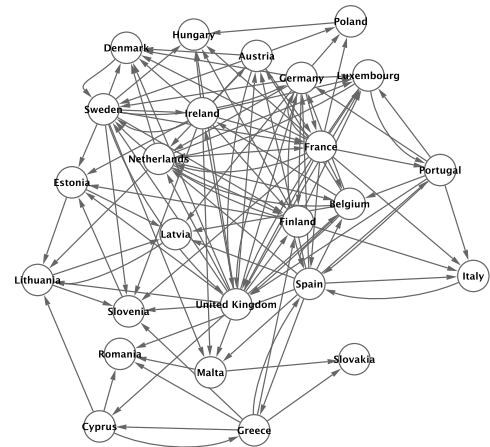 Poland
Hungary
Denmark
Austria
Germany
Luxembourg
Sweden
Ireland
France
Netherlands
Portugal
Estonia
Belgium
Finland
Latvia
Italy
Lithuania
Spain
United Kingdom
Slovenia
Romania
Slovakia
Malta
Cyprus
Greece